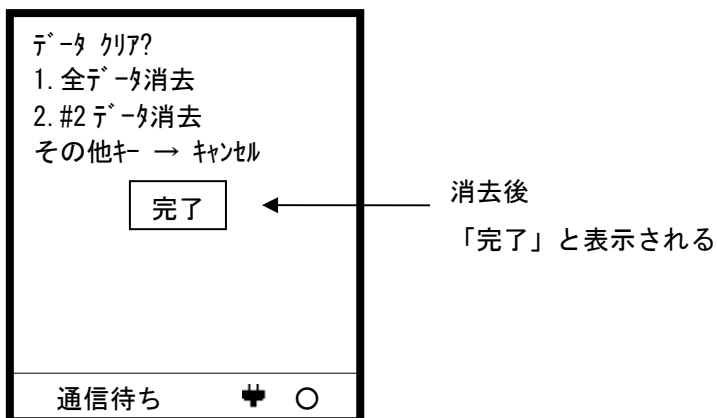 ﾃﾞｰﾀ ｸﾘｱ?
1.全ﾃﾞｰﾀ消去
2.#2ﾃﾞｰﾀ消去
その他ｷｰ → ｷｬﾝｾﾙ
完了
消去後
「完了」と表示される
通信待ち